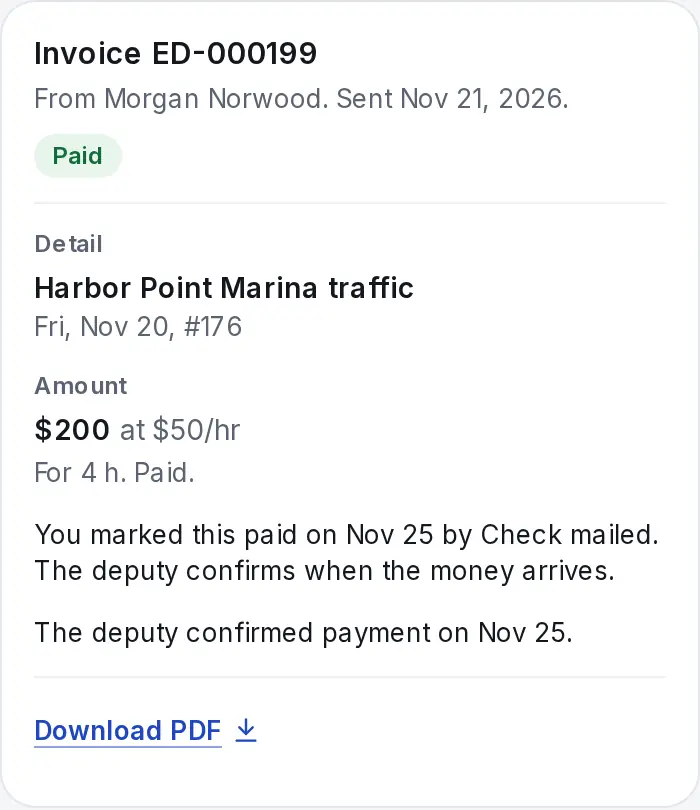 Invoice ED-000199
From Morgan Norwood. Sent Nov 21, 2026.
Paid
Detail
Harbor Point Marina traffic
Fri, Nov 20, #176
Amount
$200 at $50/hr
For 4 h. Paid.
You marked this paid on Nov 25 by Check mailed.
The deputy confirms when the money arrives.
The deputy confirmed payment on Nov 25.
Download PDF